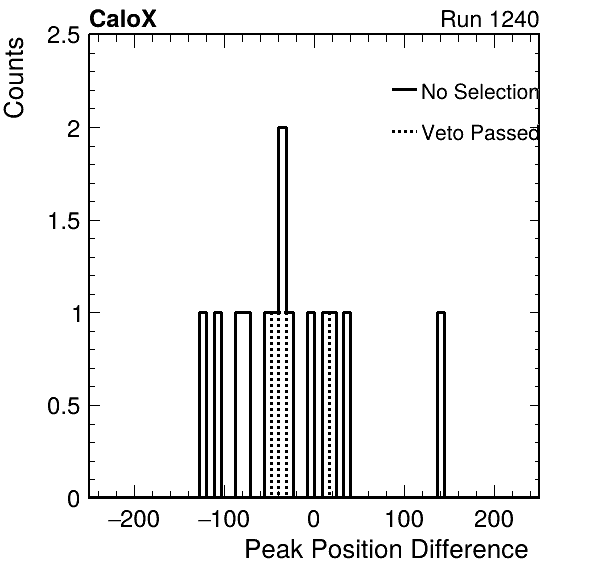 CaloX Run 1240
Counts
2.5
2
1.5
1
0.5
0
No Selection
Veto Passed
−200 −100 0 100 200
Peak Position Difference